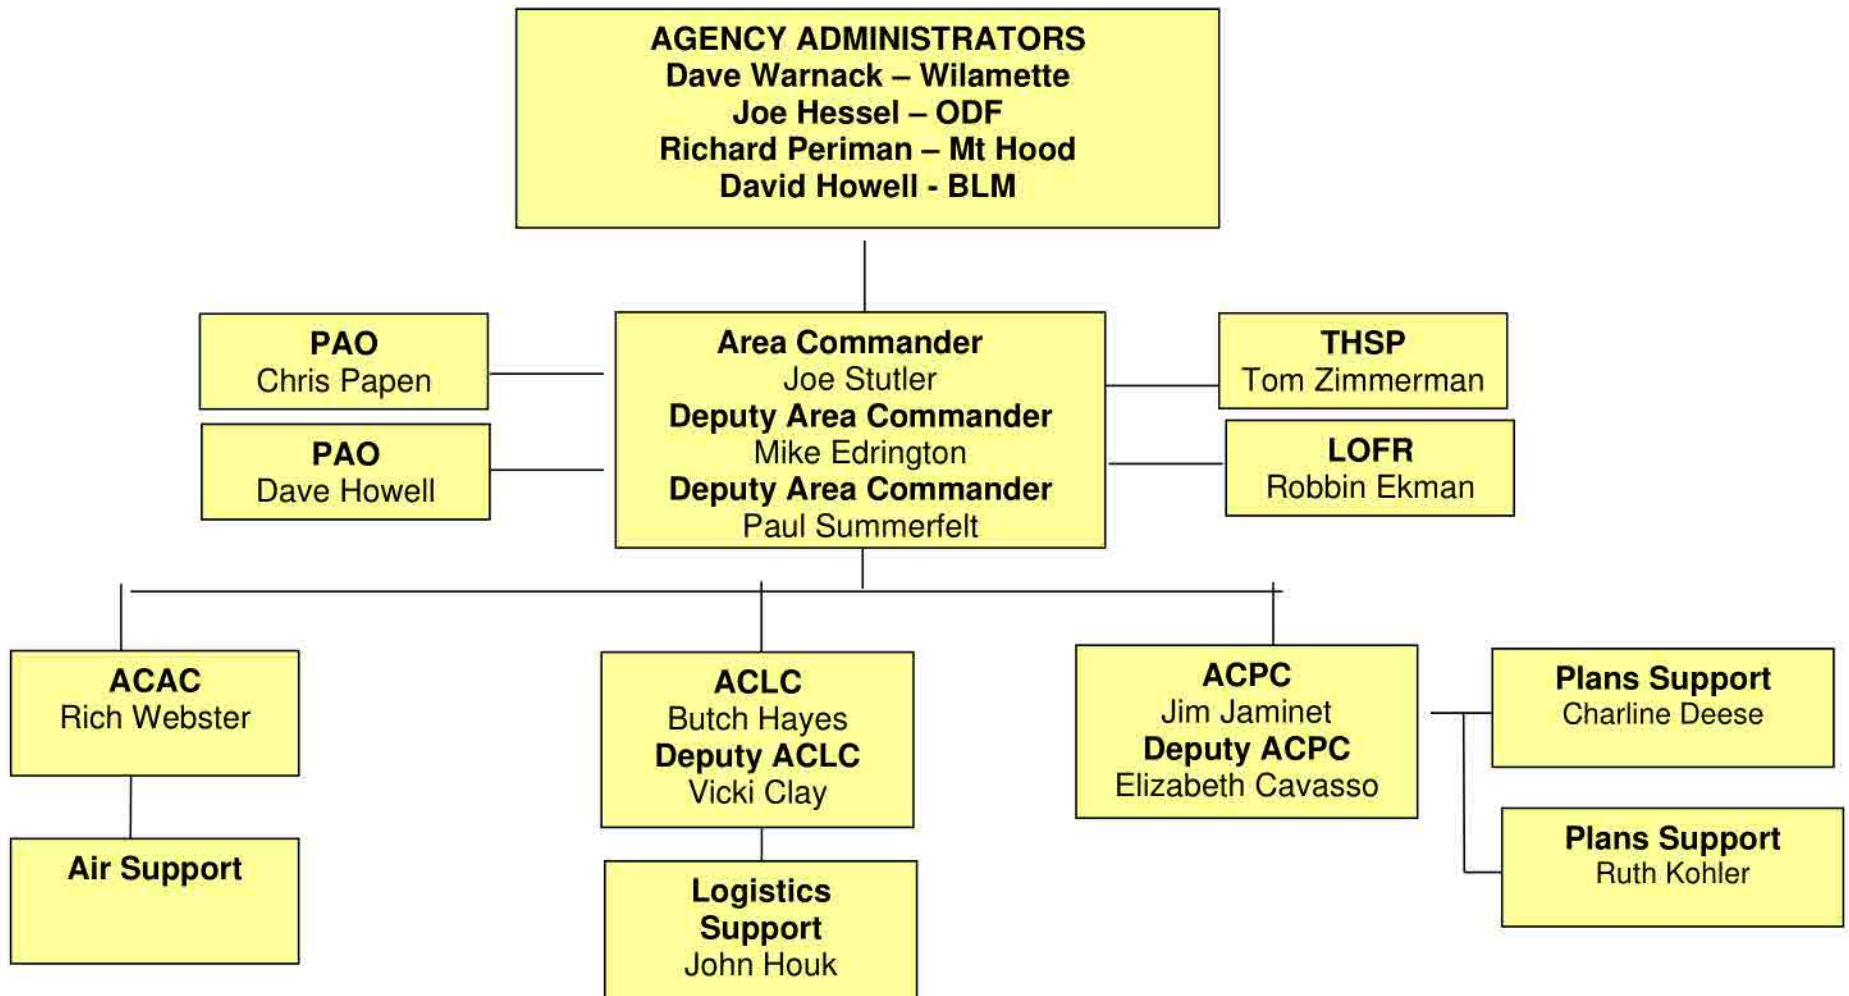 AGENCY ADMINISTRATORS
Dave Warnack – Wilamette
Joe Hessel – ODF
Richard Periman – Mt Hood
David Howell - BLM
PAO
Chris Papen
PAO
Dave Howell
Area Commander
Joe Stutler
Deputy Area Commander
Mike Edrington
Deputy Area Commander
Paul Summerfelt
THSP
Tom Zimmerman
LOFR
Robbin Ekman
ACAC
Rich Webster
Air Support
ACLC
Butch Hayes
Deputy ACLC
Vicki Clay
Logistics
Support
John Houk
ACPC
Jim Jaminet
Deputy ACPC
Elizabeth Cavasso
Plans Support
Charline Deese
Plans Support
Ruth Kohler